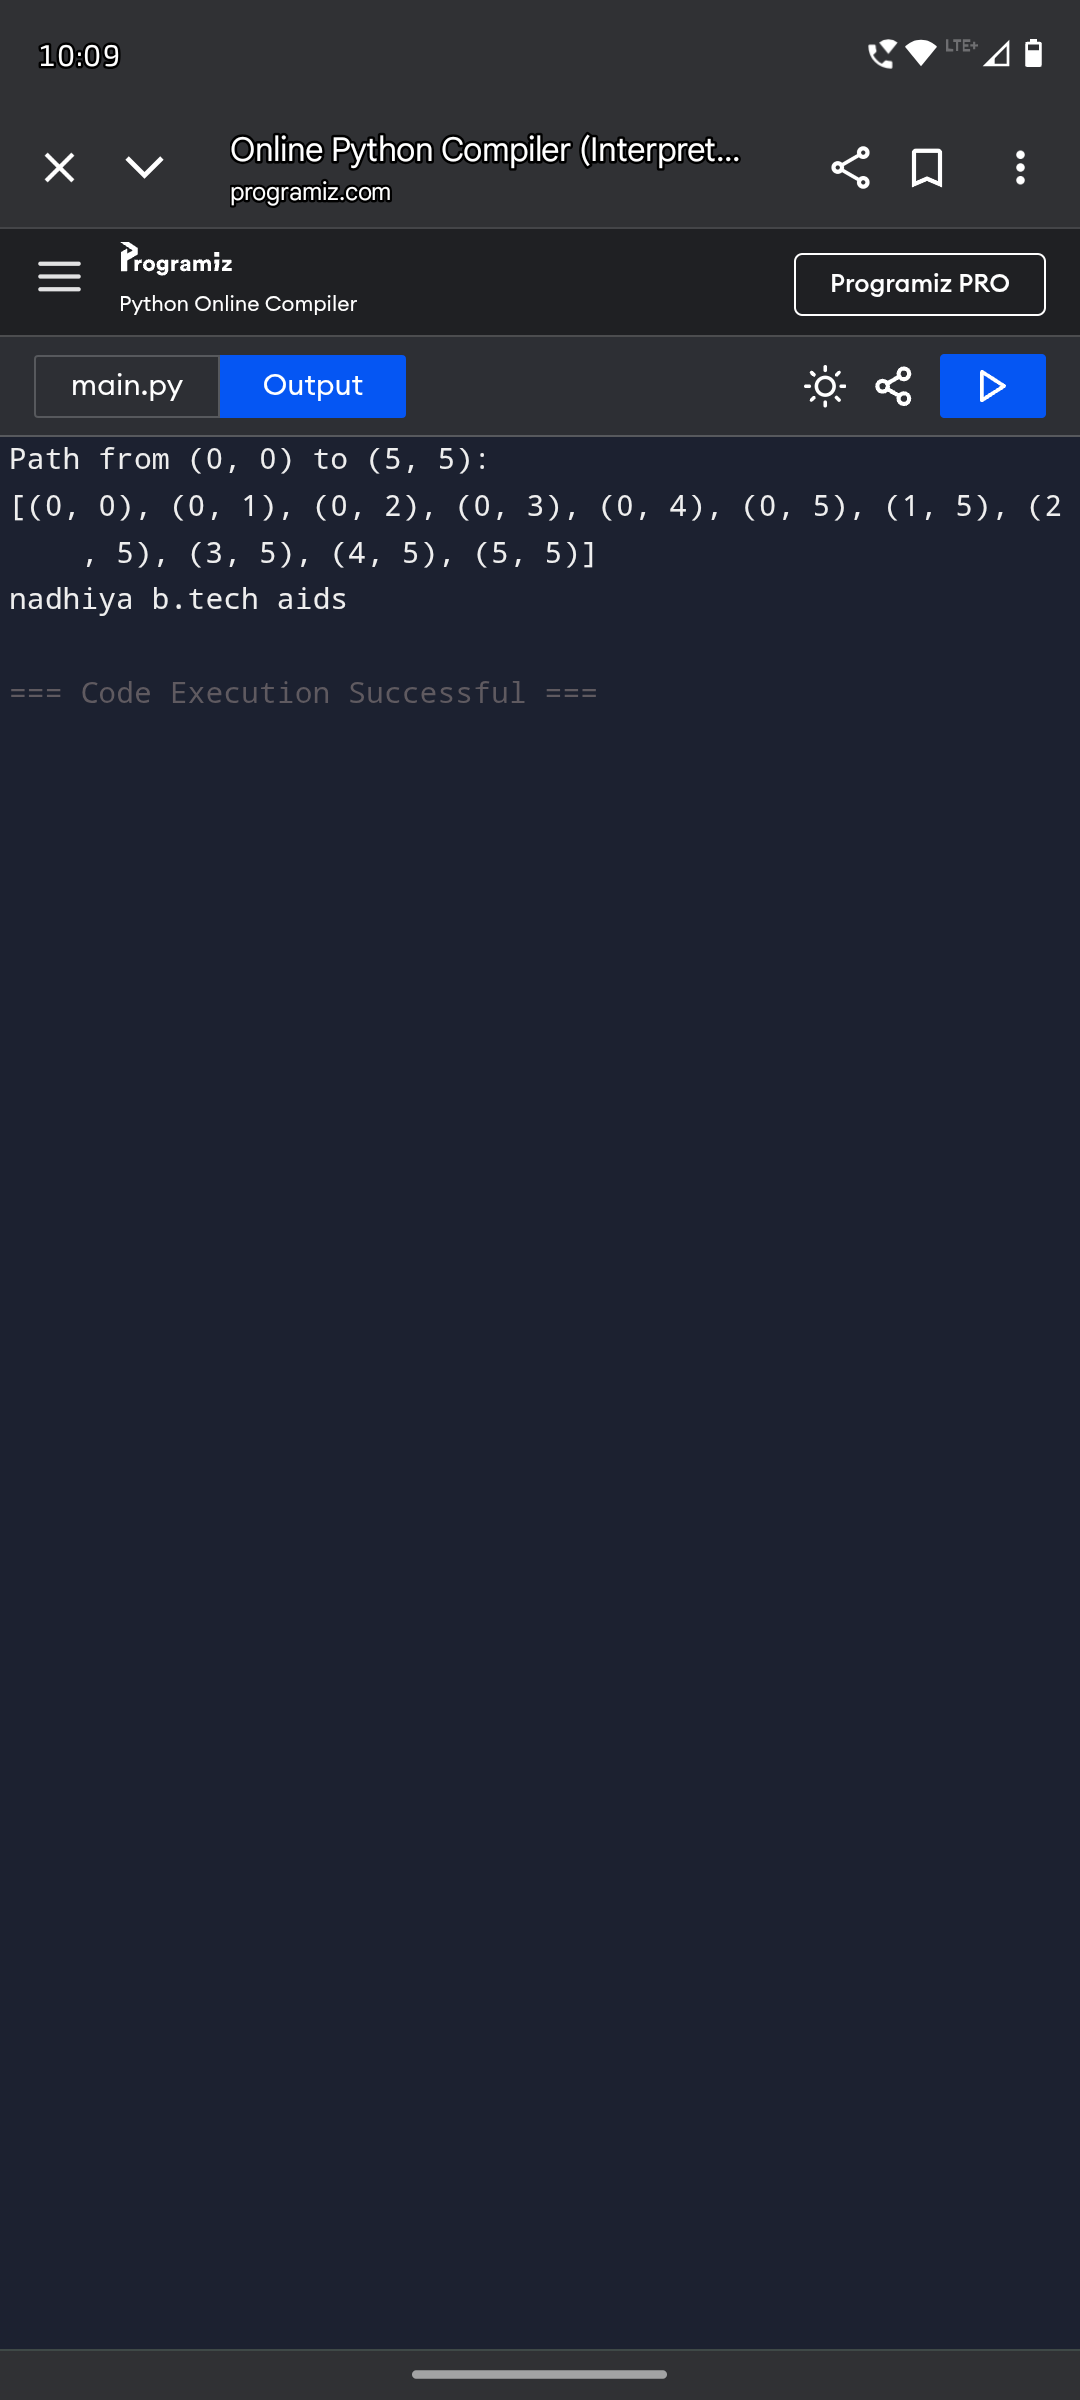 10:09
LTE+
Online Python Compiler (Interpret...
programiz.com
Programiz
Python Online Compiler
Programiz PRO
main.py
Output
Path from (0, 0) to (5, 5):
[(0, 0), (0, 1), (0, 2), (0, 3), (0, 4), (0, 5), (1, 5), (2
, 5), (3, 5), (4, 5), (5, 5)]
nadhiya b.tech aids
=== Code Execution Successful ===